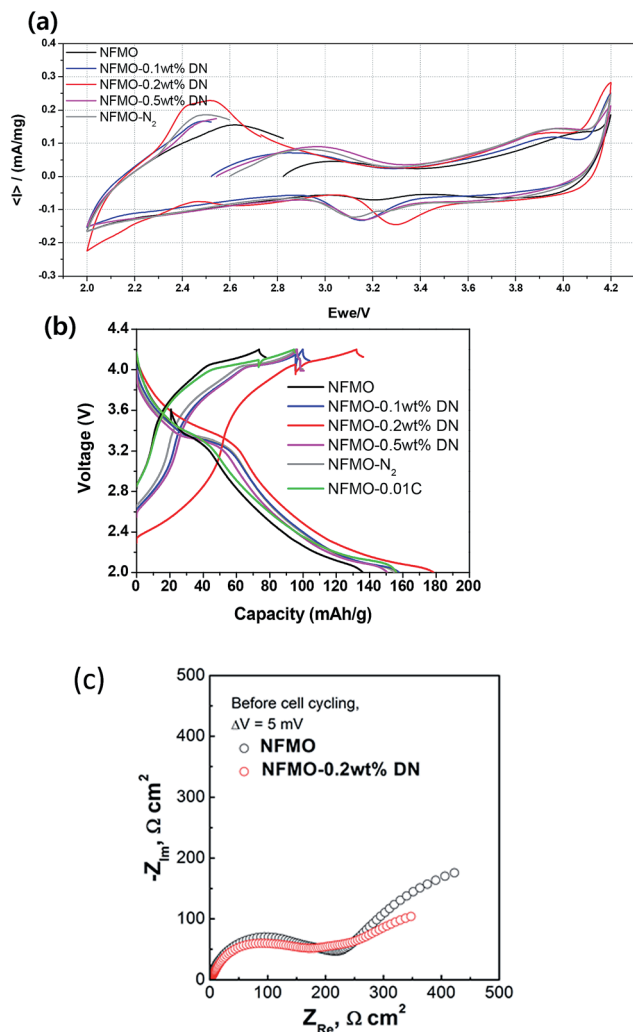 (a)
0.4
0.3
0.2
0.1
0.0
-0.1
-0.2
-0.3
<I> / (mA/mg)
NFMO
NFMO-0.1wt% DN
NFMO-0.2wt% DN
NFMO-0.5wt% DN
NFMO-N₂
2.0 2.2 2.4 2.6 2.8 3.0 3.2 3.4 3.6 3.8 4.0 4.2
Ewe/V
(b)
4.4
4.0
3.6
3.2
2.8
2.4
2.0
Voltage (V)
NFMO
NFMO-0.1wt% DN
NFMO-0.2wt% DN
NFMO-0.5wt% DN
NFMO-N₂
NFMO-0.01C
0 20 40 60 80 100 120 140 160 180 200
Capacity (mAh/g)
(c)
500
400
300
200
100
0
-Z_Im, Ω cm²
Before cell cycling,
ΔV = 5 mV
NFMO
NFMO-0.2wt% DN
0 100 200 300 400 500
Z_Re, Ω cm²